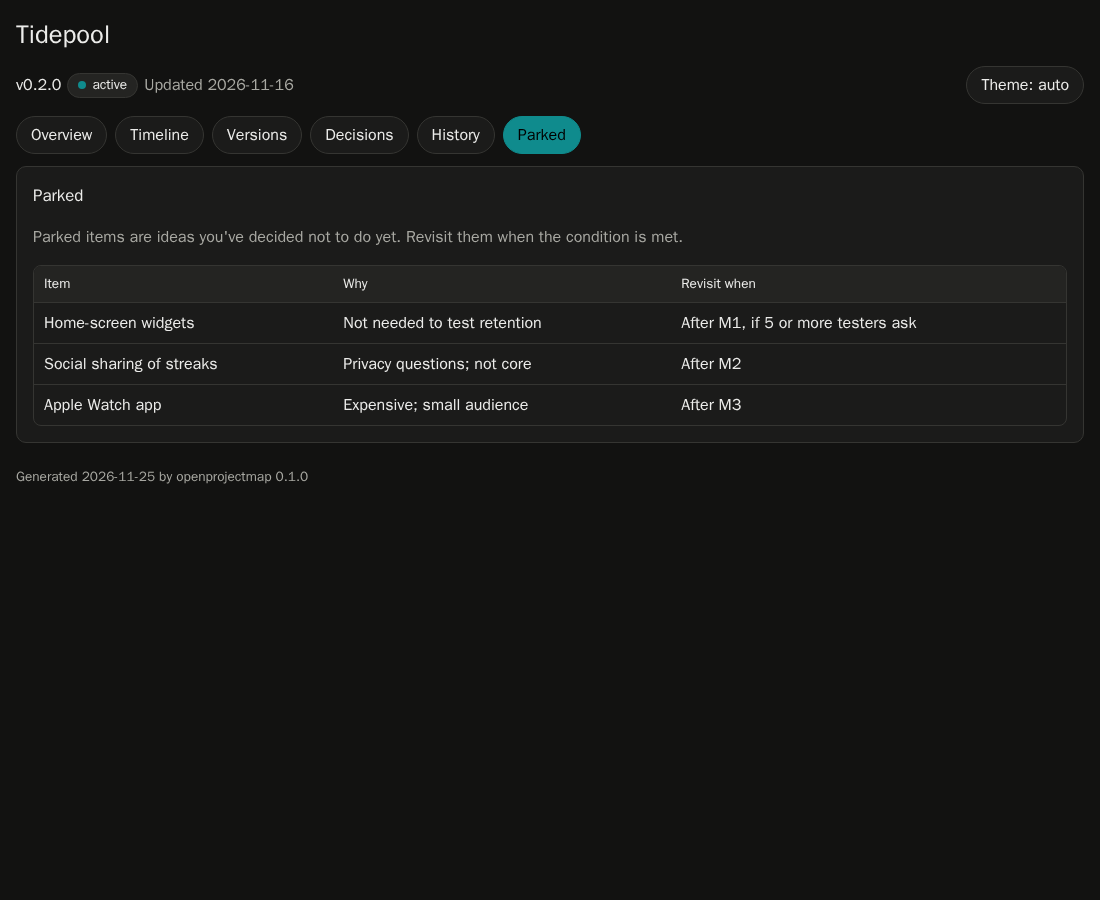 Tidepool
v0.2.0 active Updated 2026-11-16 Theme: auto
Overview Timeline Versions Decisions History Parked
Parked
Parked items are ideas you've decided not to do yet. Revisit them when the condition is met.
Item Why Revisit when
Home-screen widgets Not needed to test retention After M1, if 5 or more testers ask
Social sharing of streaks Privacy questions; not core After M2
Apple Watch app Expensive; small audience After M3
Generated 2026-11-25 by openprojectmap 0.1.0